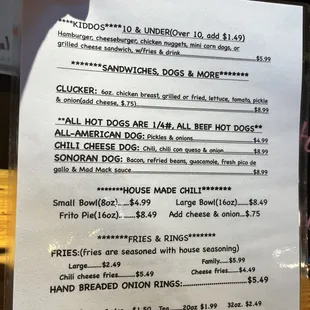 ****KIDDOS****10 & UNDER(Over 10, add $1.49)
Hamburger, cheeseburger, chicken nuggets, mini corn dogs, or
grilled cheese sandwich, w/fries & drink $5.99
*******SANDWICHES, DOGS & MORE*******
CLUCKER: 6oz. chicken breast, grilled or fried, lettuce, tomato, pickle
& onion(add cheese, $.75) $8.99
**ALL HOT DOGS ARE 1/4#, ALL BEEF HOT DOGS**
ALL-AMERICAN DOG: Pickles & onions $4.99
CHILI CHEESE DOG: Chili, chili con queso & onion $8.99
SONORAN DOG: Bacon, refried beans, guacamole, fresh pico de
gallo & Mad Mack sauce $8.99
*******HOUSE MADE CHILI*******
Small Bowl(8oz)......$4.99 Large Bowl(16oz)......$8.49
Frito Pie(16oz).. .....$8.49 Add cheese & onion..$.75
*******FRIES & RINGS*******
FRIES:(fries are seasoned with house seasoning)
Large $2.49 Family $5.99
Chili cheese fries $5.49 Cheese fries $4.49
HAND BREADED ONION RINGS: $5.49
$1.50 Tea 20oz $1.99 32oz. $2.49